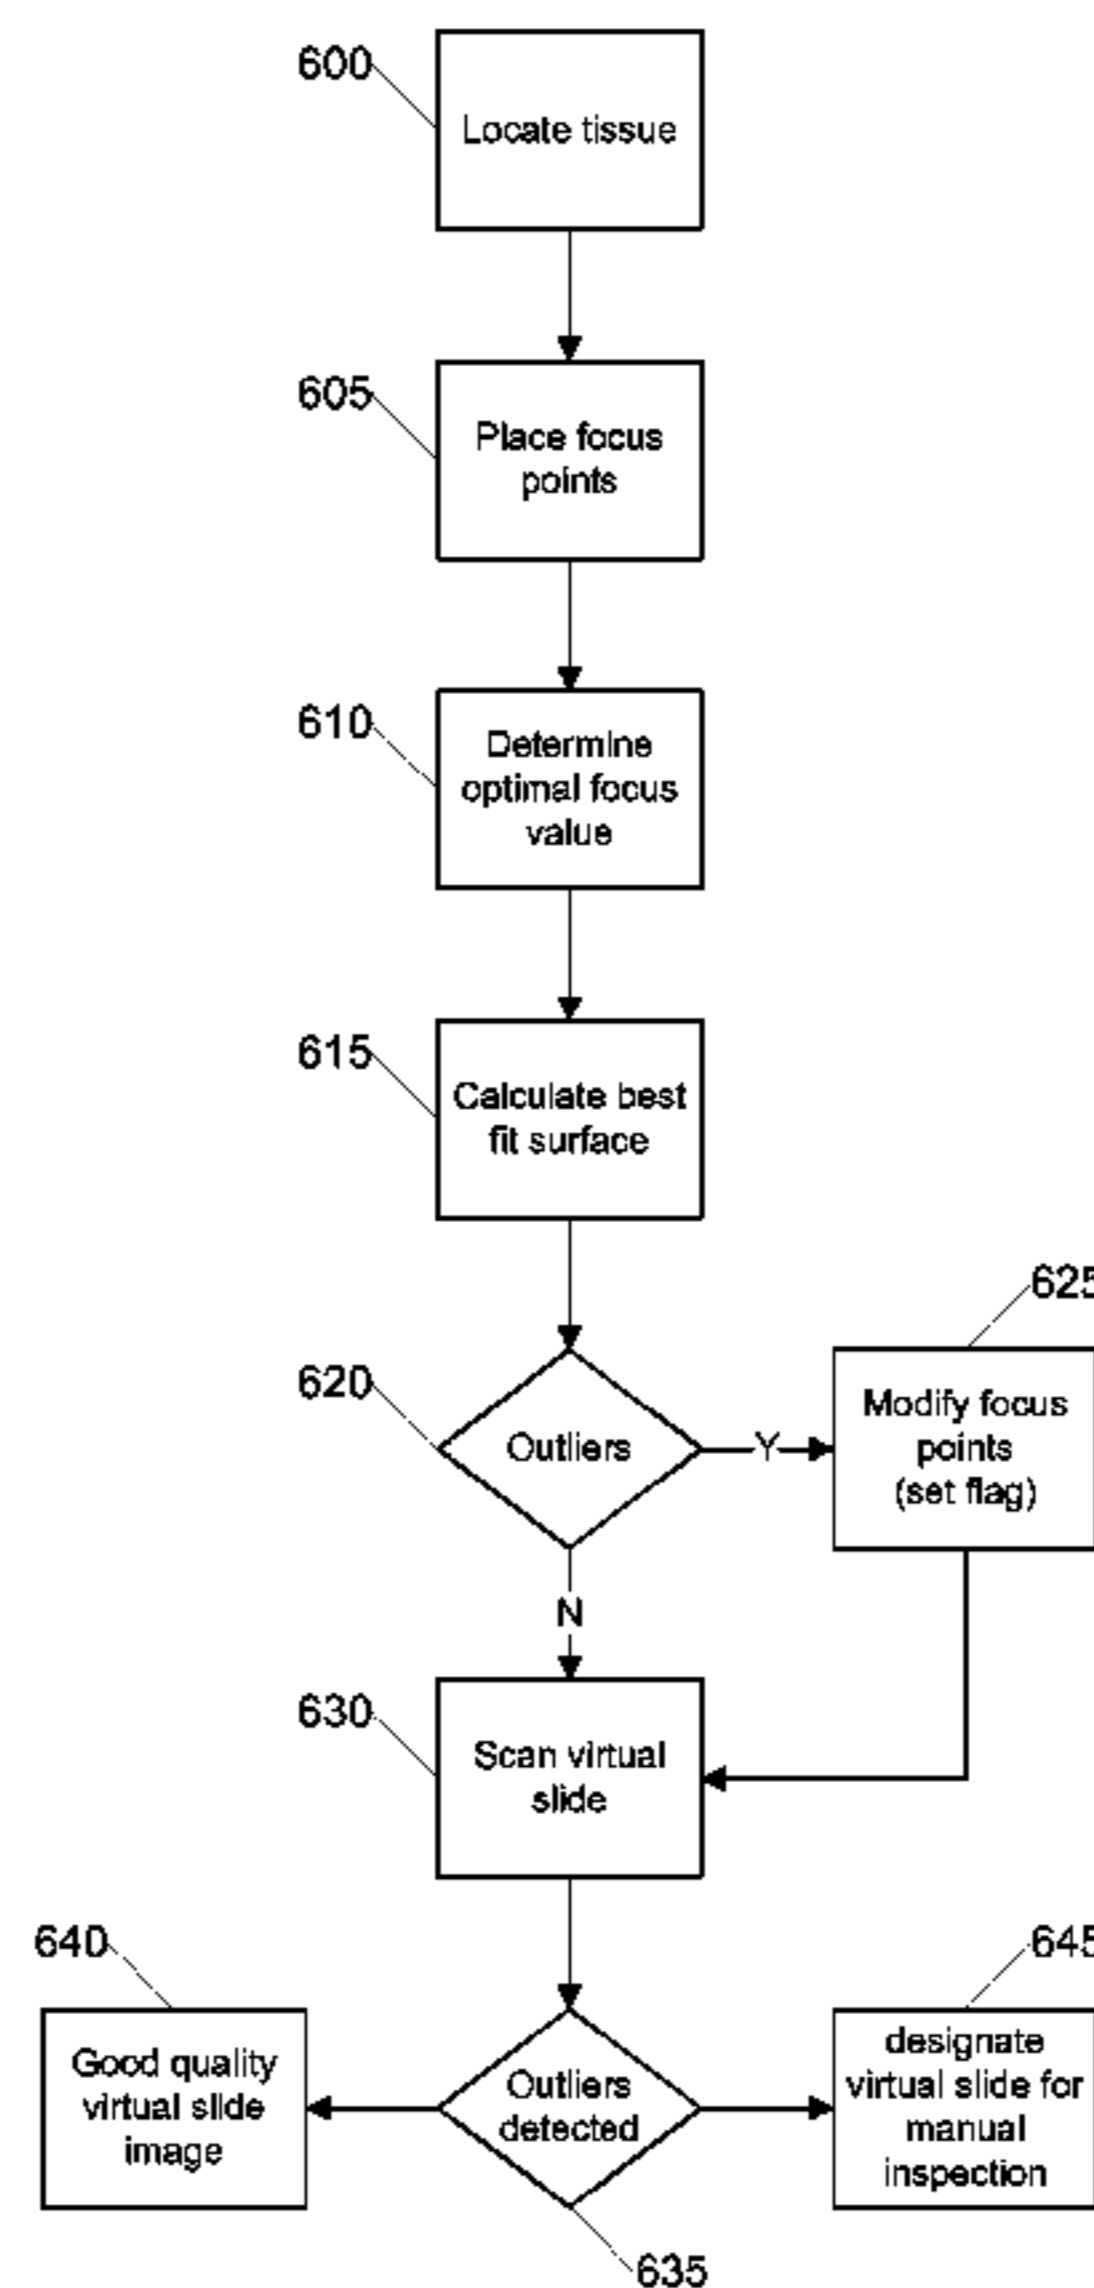 600
Locate tissue
605
Place focus
points
610
Determine
optimal focus
value
615
Calculate best
fit surface
620
Outliers
Y
625
Modify focus
points
(set flag)
N
630
Scan virtual
slide
640
Good quality
virtual slide
image
Outliers
detected
635
645
designate
virtual slide for
manual
inspection